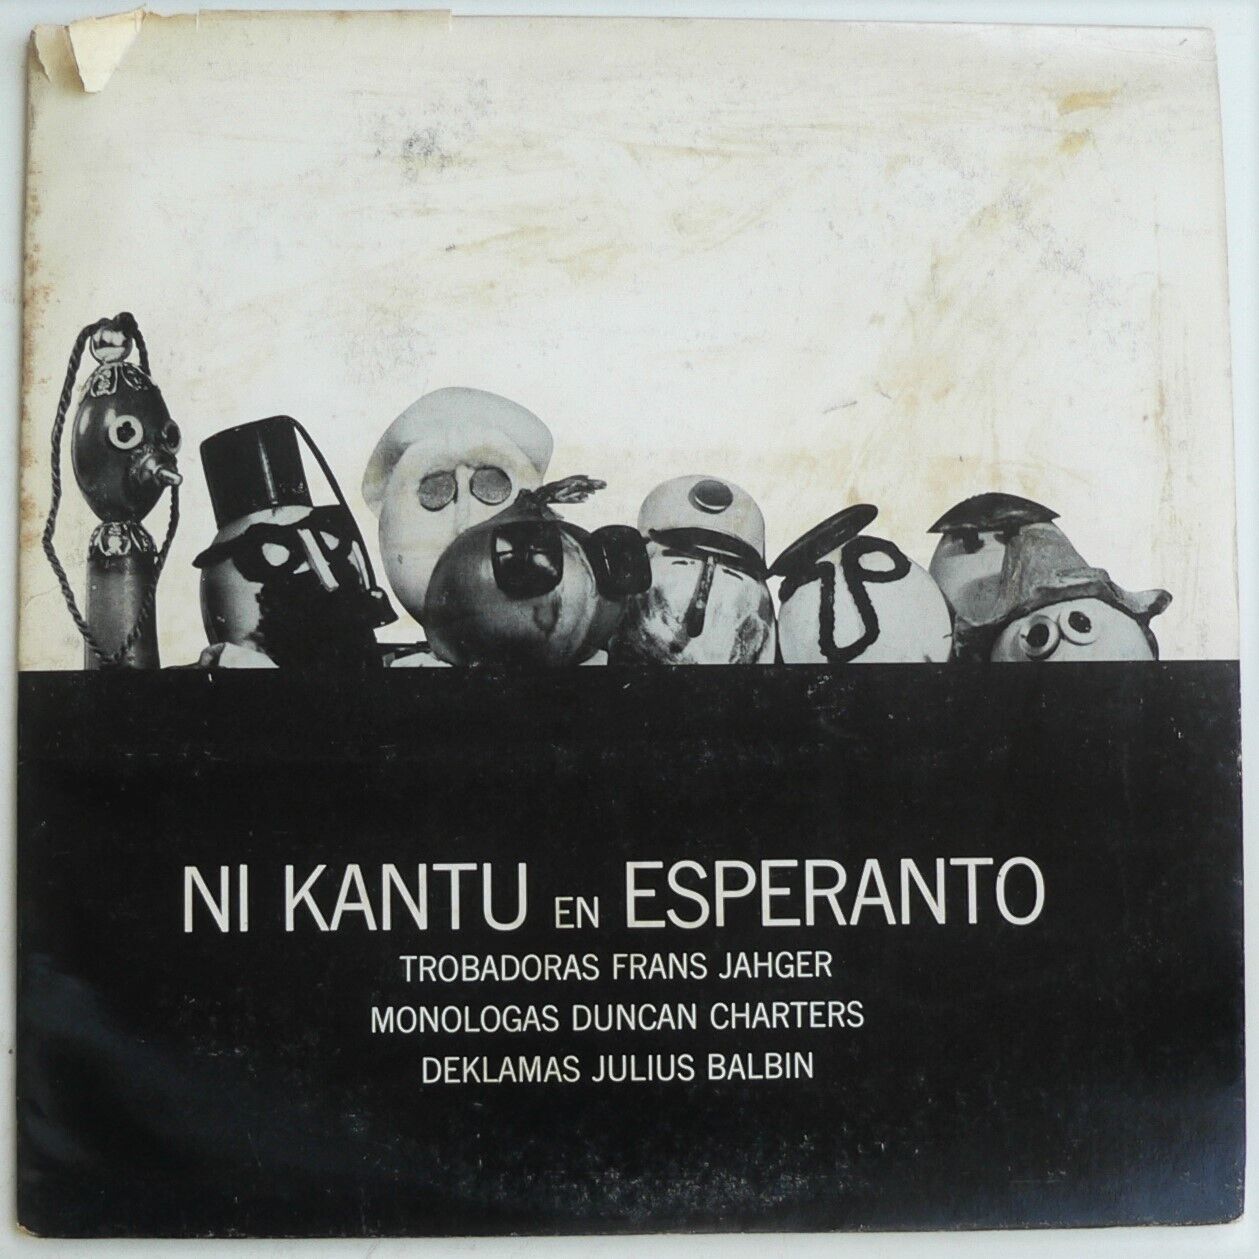 NI KANTU EN ESPERANTO
TROBADORAS FRANS JAHGER
MONOLOGAS DUNCAN CHARTERS
DEKLAMAS JULIUS BALBIN